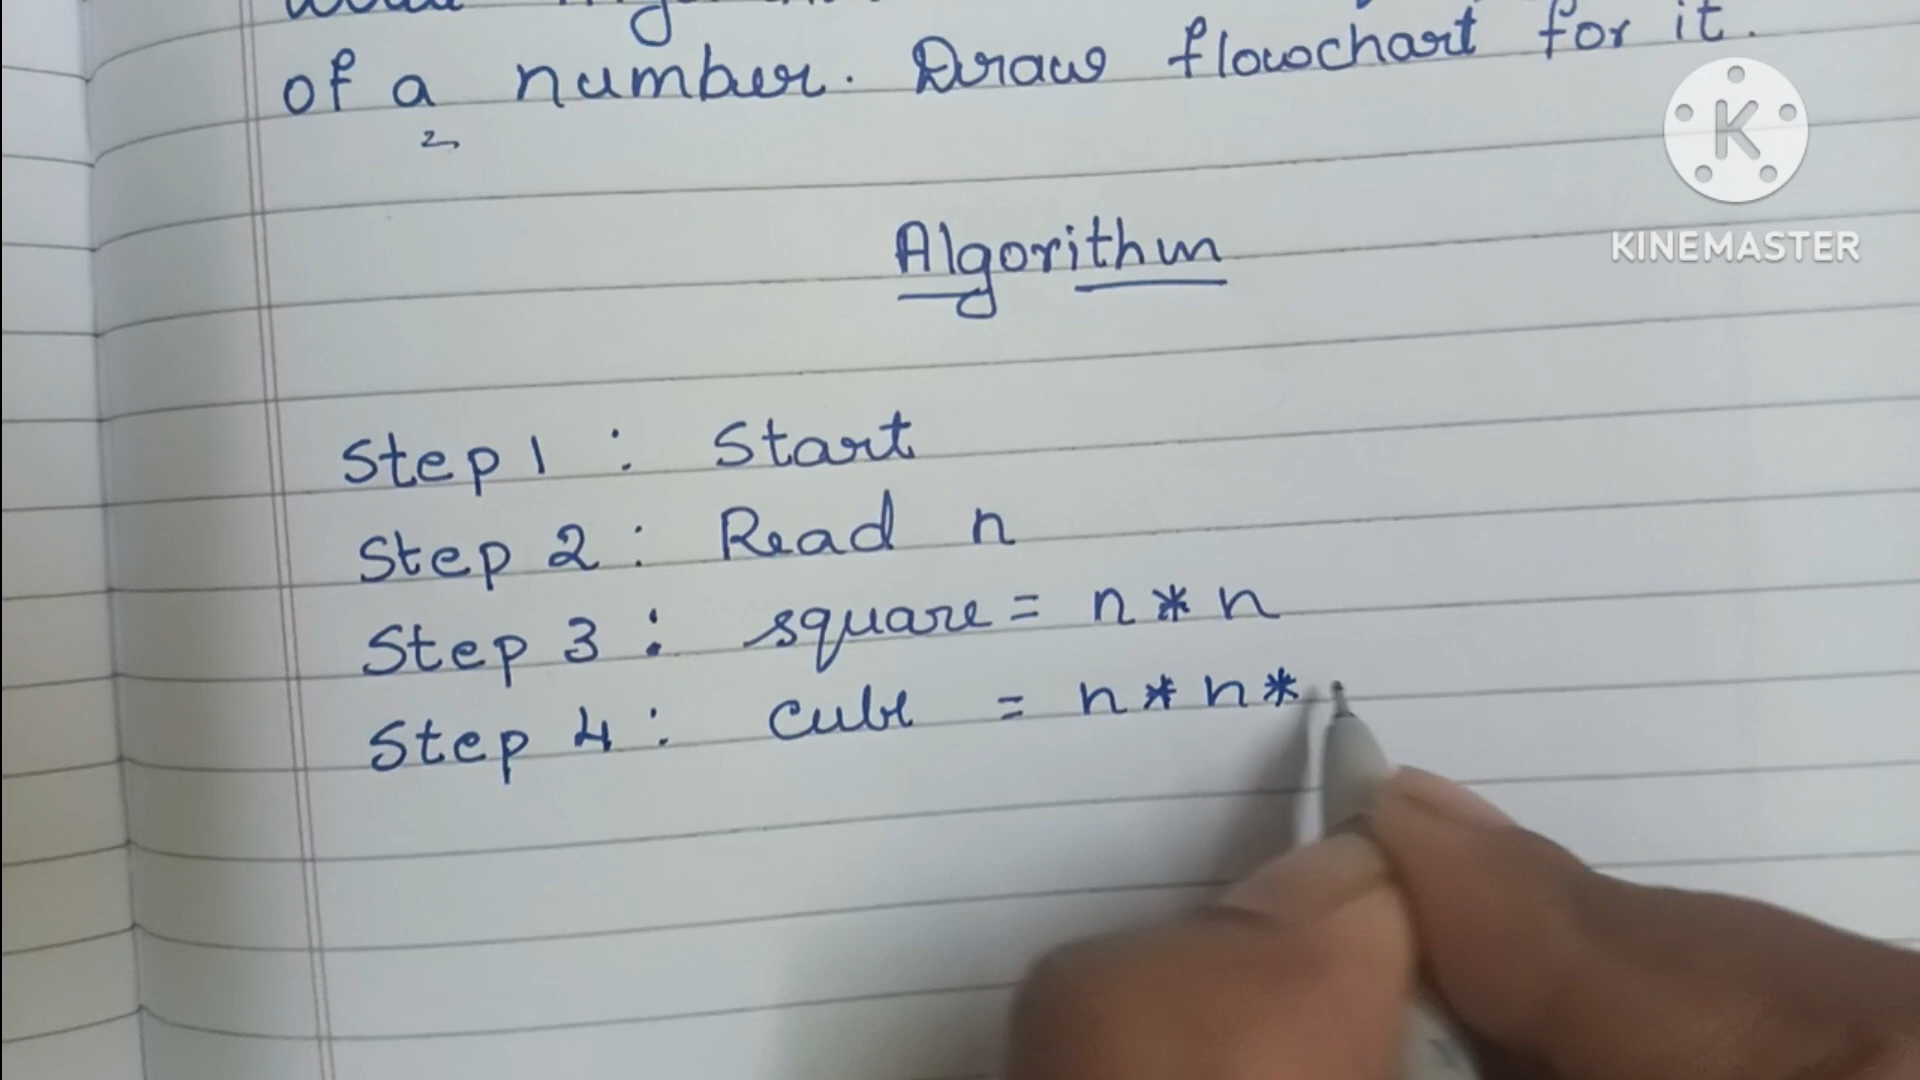 of a number. Draw flowchart for it.
2
K
KINEMASTER
Algorithm
Step 1 : Start
Step 2 : Read n
Step 3 : square = n * n
Step 4 : cube = n * n *